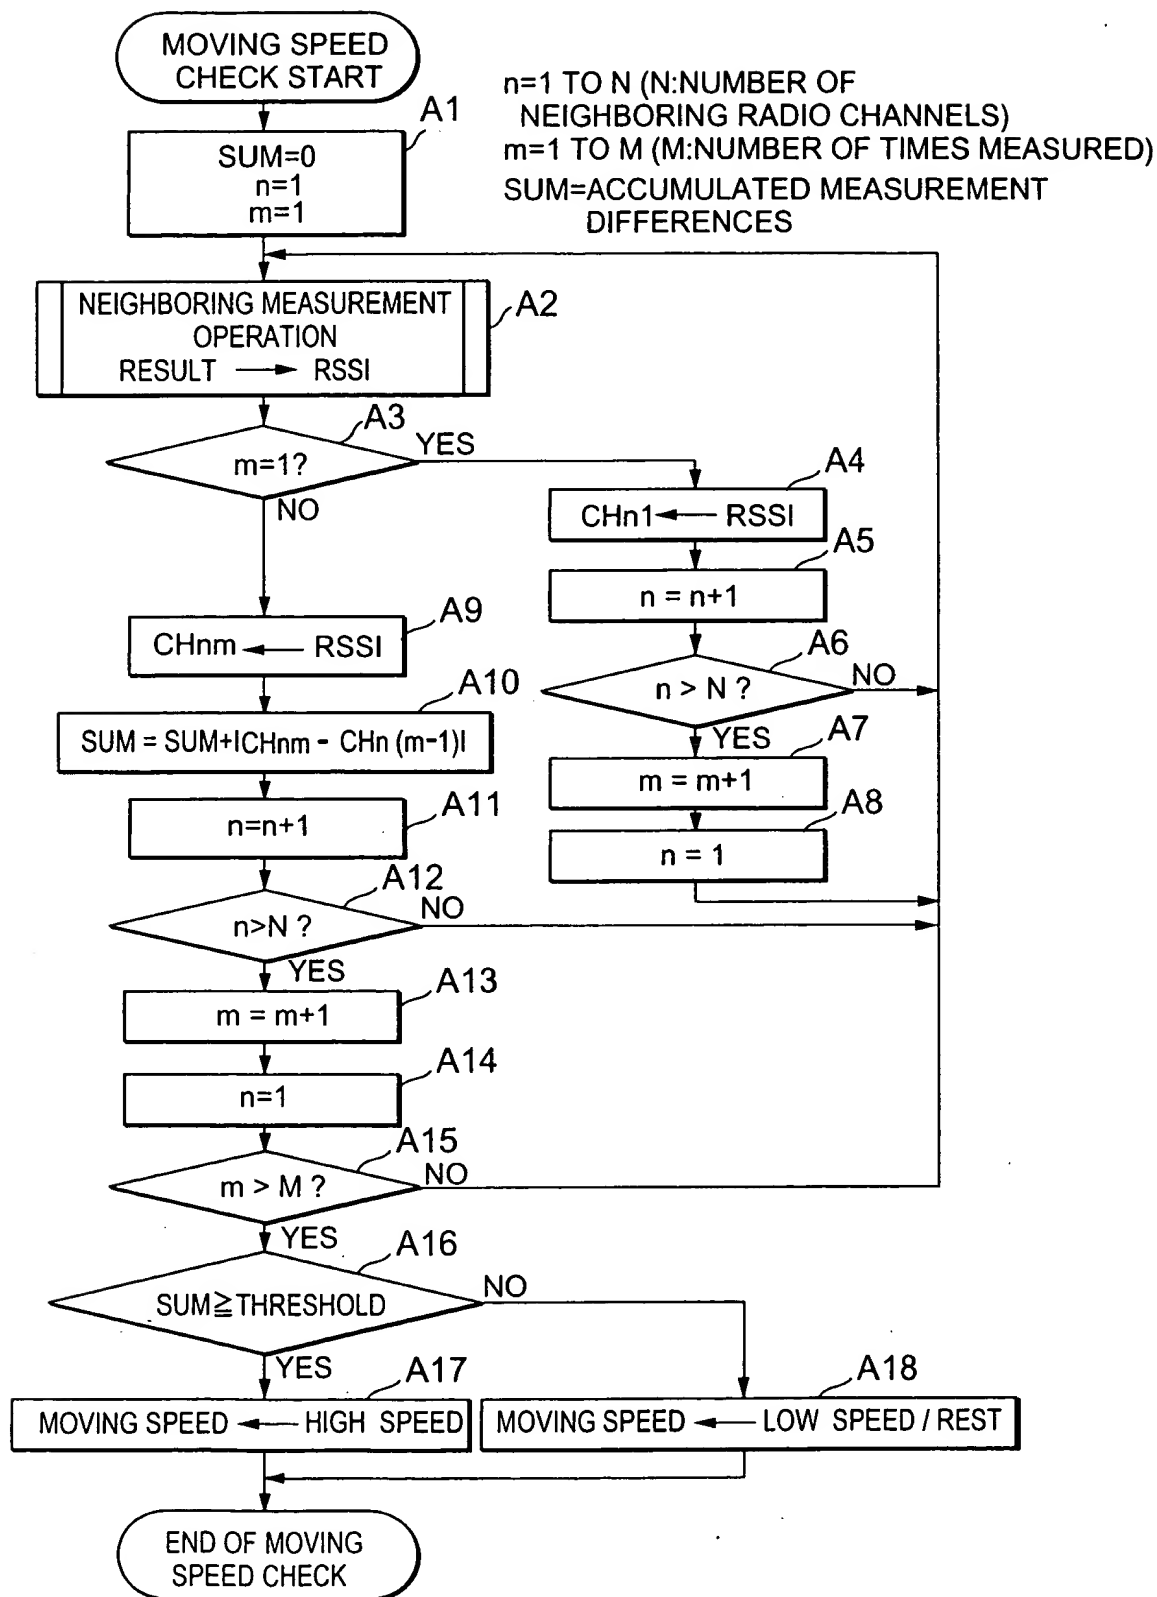 MOVING SPEED
CHECK START
n=1 TO N (N:NUMBER OF
NEIGHBORING RADIO CHANNELS)
m=1 TO M (M:NUMBER OF TIMES MEASURED)
SUM=ACCUMULATED MEASUREMENT
DIFFERENCES
A1
SUM=0
n=1
m=1
A2
NEIGHBORING MEASUREMENT
OPERATION
RESULT → RSSI
A3
m=1?
YES
NO
A4
CHn1 ← RSSI
A5
n = n+1
A6
n > N ?
NO
YES
A7
m = m+1
A8
n = 1
A9
CHnm ← RSSI
A10
SUM = SUM+|CHnm - CHn (m-1)|
A11
n=n+1
A12
n>N ?
NO
YES
A13
m = m+1
A14
n=1
A15
m > M ?
NO
YES
A16
SUM≧THRESHOLD
NO
YES
A17
MOVING SPEED ← HIGH SPEED
A18
MOVING SPEED ← LOW SPEED / REST
END OF MOVING
SPEED CHECK